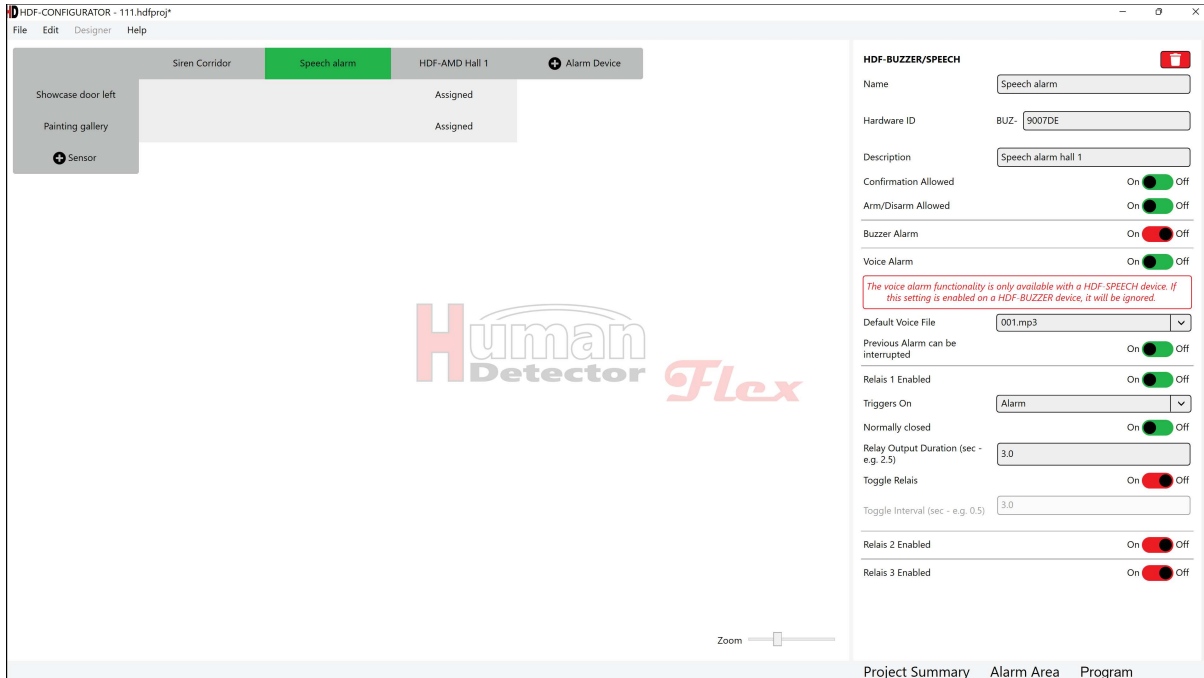 HD HDF-CONFIGURATOR - 111.hdfproj*
File Edit Designer Help
Siren Corridor Speech alarm HDF-AMD Hall 1 Alarm Device
Showcase door left Assigned
Painting gallery Assigned
Sensor
Human
Detector Flex
Zoom
HDF-BUZZER/SPEECH
Name Speech alarm
Hardware ID BUZ- 9007DE
Description Speech alarm hall 1
Confirmation Allowed On Off
Arm/Disarm Allowed On Off
Buzzer Alarm On Off
Voice Alarm On Off
The voice alarm functionality is only available with a HDF-SPEECH device. If
this setting is enabled on a HDF-BUZZER device, it will be ignored.
Default Voice File 001.mp3
Previous Alarm can be
interrupted On Off
Relais 1 Enabled On Off
Triggers On Alarm
Normally closed On Off
Relay Output Duration (sec -
e.g. 2.5) 3.0
Toggle Relais On Off
Toggle Interval (sec - e.g. 0.5) 3.0
Relais 2 Enabled On Off
Relais 3 Enabled On Off
Project Summary Alarm Area Program